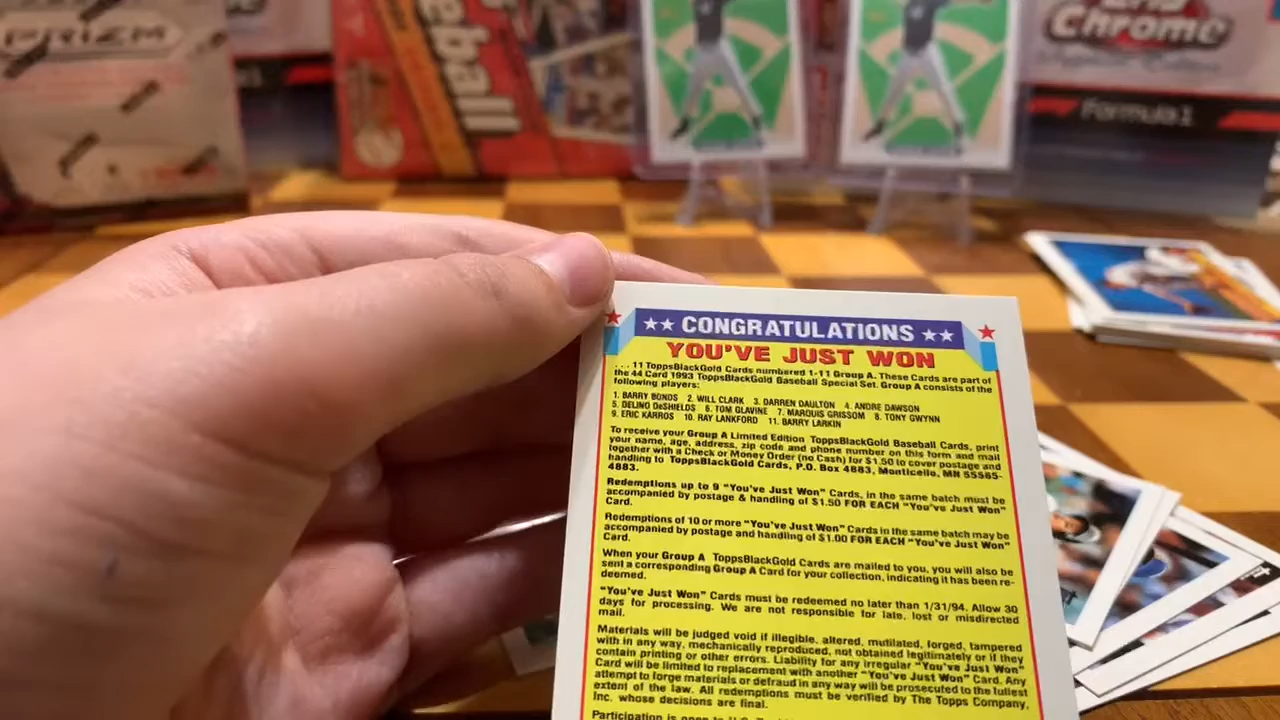 PRIZM
eball
Chrome
Formula 1
★★ CONGRATULATIONS ★★
YOU'VE JUST WON
. . . 11 ToppsBlackGold Cards numbered 1-11 Group A. These Cards are part of
the 44 Card 1993 ToppsBlackGold Baseball Special Set. Group A consists of the
following players:
1. BARRY BONDS 2. WILL CLARK 3. DARREN DAULTON 4. ANDRE DAWSON
5. DELINO DeSHIELDS 6. TOM GLAVINE 7. MARQUIS GRISSOM 8. TONY GWYNN
9. ERIC KARROS 10. RAY LANKFORD 11. BARRY LARKIN
To receive your Group A Limited Edition ToppsBlackGold Baseball Cards, print
your name, age, address, zip code and phone number on this form and mail
together with a Check or Money Order (no Cash) for $1.50 to cover postage and
handling to ToppsBlackGold Cards, P.O. Box 4883, Monticello, MN 55565-
4883.
Redemptions up to 9 "You've Just Won" Cards, in the same batch must be
accompanied by postage & handling of $1.50 FOR EACH "You've Just Won"
Card.
Redemptions of 10 or more "You've Just Won" Cards in the same batch may be
accompanied by postage and handling of $1.00 FOR EACH "You've Just Won"
Card.
When your Group A ToppsBlackGold Cards are mailed to you, you will also be
sent a corresponding Group A Card for your collection, indicating it has been re-
deemed.
"You've Just Won" Cards must be redeemed no later than 1/31/94. Allow 30
days for processing. We are not responsible for late, lost or misdirected
mail.
Materials will be judged void if illegible, altered, mutilated, forged, tampered
with in any way, mechanically reproduced, not obtained legitimately or if they
contain printing or other errors. Liability for any irregular "You've Just Won"
Card will be limited to replacement with another "You've Just Won" Card. Any
attempt to forge materials or defraud in any way will be prosecuted to the fullest
extent of the law. All redemptions must be verified by The Topps Company,
Inc. whose decisions are final.
Participation is open to U.S.